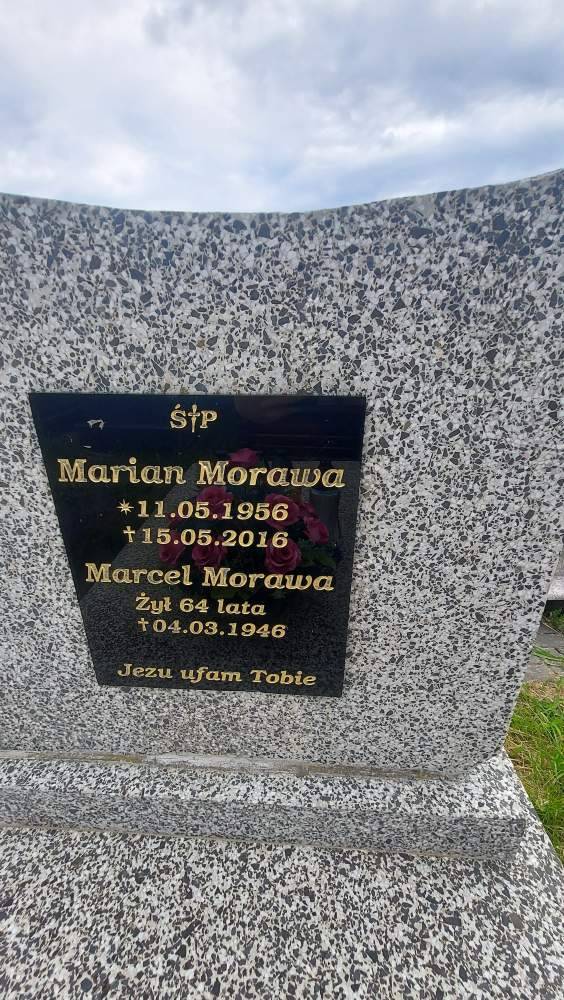 Ś†P
Marian Morawa
*11.05.1956
†15.05.2016
Marcel Morawa
Żył 64 lata
†04.03.1946
Jezu ufam Tobie